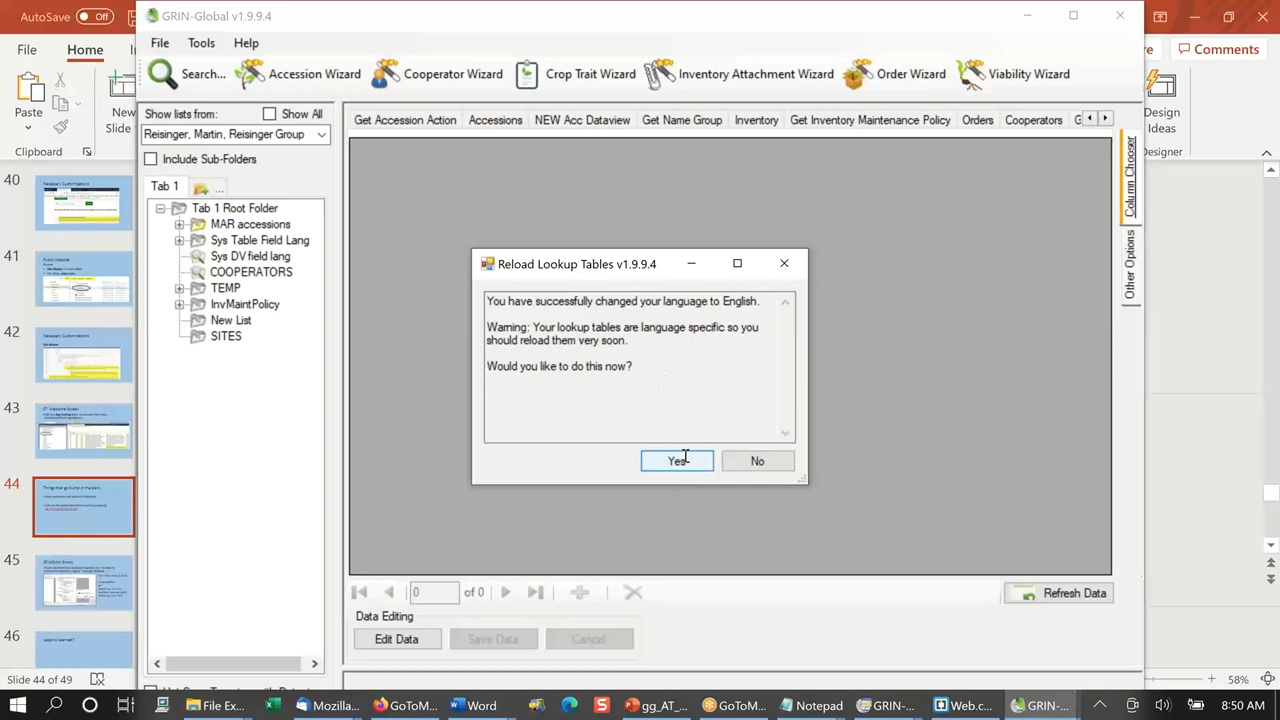 AutoSave Off
GRIN-Global v1.9.9.4
File Home
File Tools Help
Comments
Search... Accession Wizard Cooperator Wizard Crop Trait Wizard Inventory Attachment Wizard Order Wizard Viability Wizard
Paste
New
Slide
Clipboard
Design
Ideas
Designer
Show lists from: Show All
Reisinger, Martin, Reisinger Group
Include Sub-Folders
Tab 1 ...
Get Accession Action Accessions NEW Acc Dataview Get Name Group Inventory Get Inventory Maintenance Policy Orders Cooperators
Column Chooser
Other Options
Tab 1 Root Folder
MAR accessions
Sys Table Field Lang
Sys DV field lang
COOPERATORS
TEMP
InvMaintPolicy
New List
SITES
40
41
42
43
44
45
46
Reload Lookup Tables v1.9.9.4
You have successfully changed your language to English.
Warning: Your lookup tables are language specific so you
should reload them very soon.
Would you like to do this now?
Yes No
0 of 0
Refresh Data
Data Editing
Edit Data Save Data Cancel
Slide 44 of 49
58%
File Ex... Mozilla... GoToM... Word gg_AT_... GoToM... Notepad GRIN-... Web.c... GRIN-... 8:50 AM